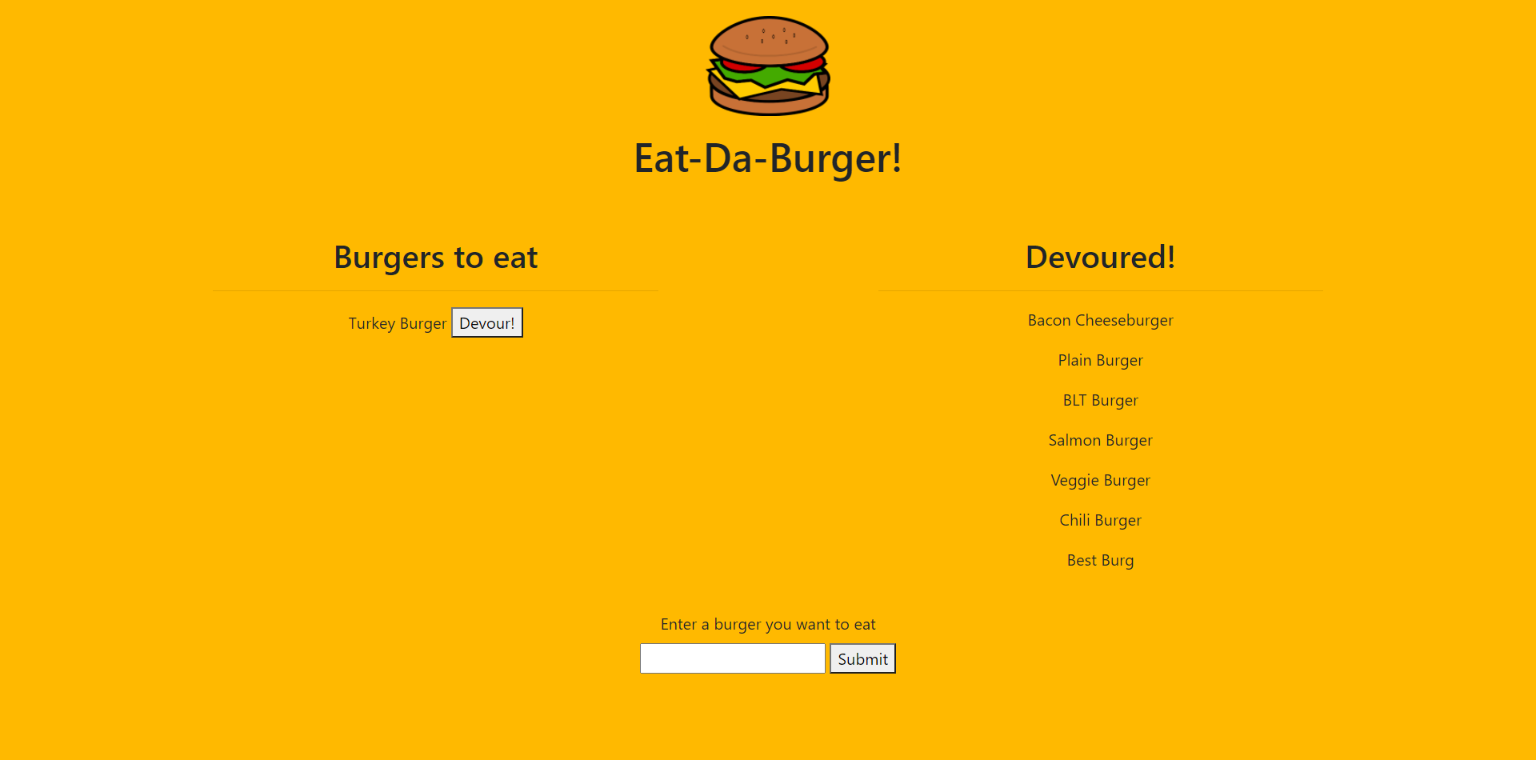 Eat-Da-Burger!
Burgers to eat
Turkey Burger Devour!
Devoured!
Bacon Cheeseburger
Plain Burger
BLT Burger
Salmon Burger
Veggie Burger
Chili Burger
Best Burg
Enter a burger you want to eat
Submit